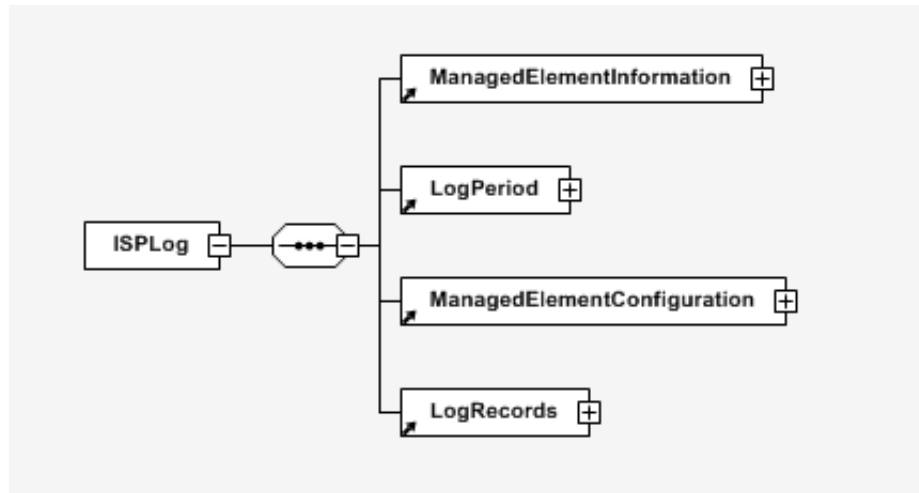 ManagedElementInformation
LogPeriod
ISPLog
ManagedElementConfiguration
LogRecords